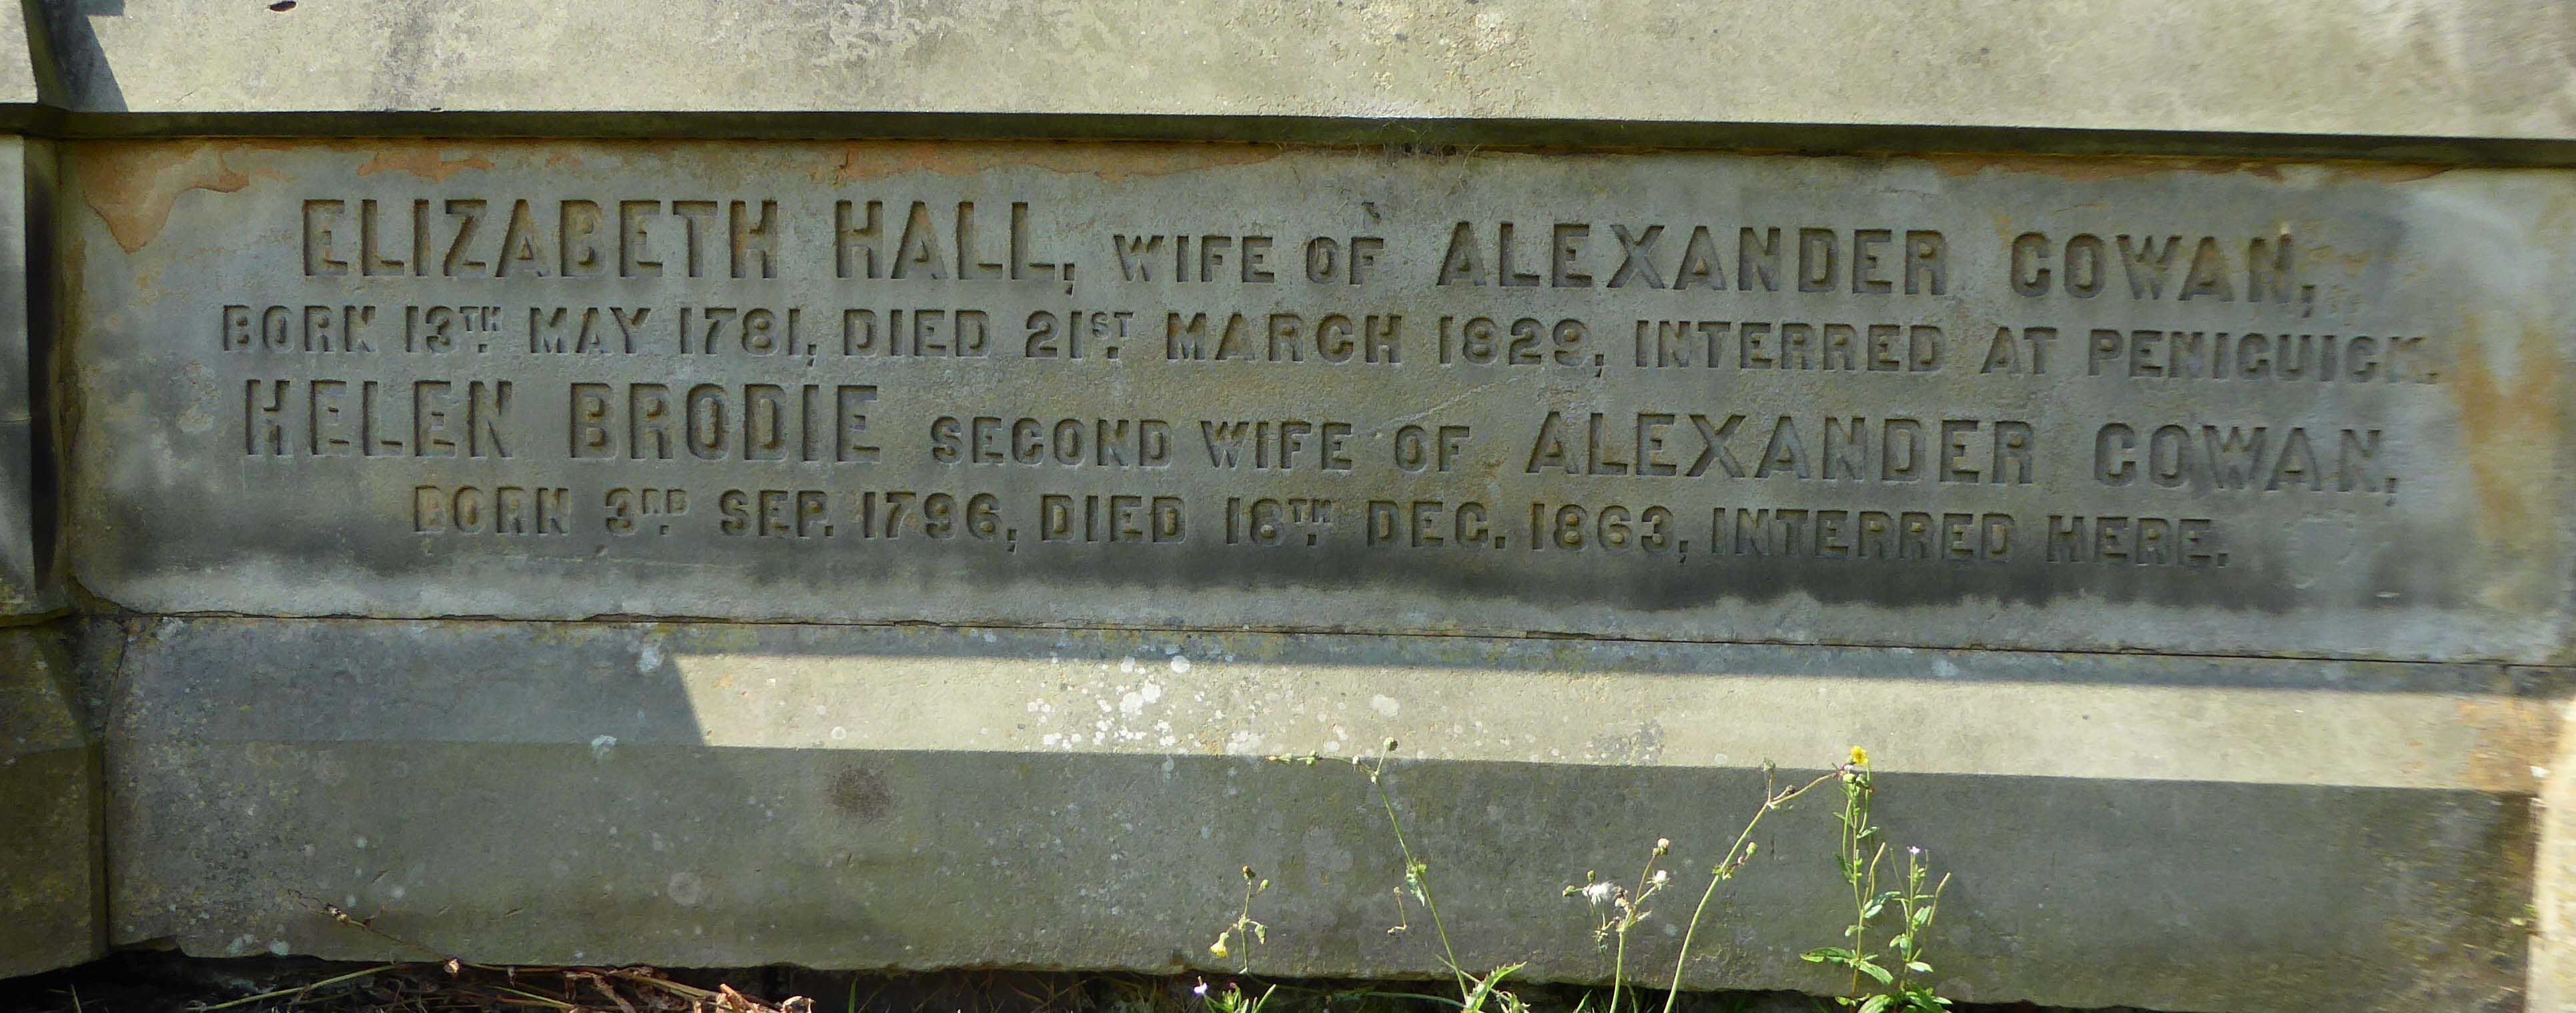 ELIZABETH HALL, WIFE OF ALEXANDER COWAN,
BORN 13TH. MAY 1781, DIED 21ST. MARCH 1829, INTERRED AT PENICUICK.
HELEN BRODIE SECOND WIFE OF ALEXANDER COWAN,
BORN 3RD. SEP. 1796, DIED 18TH. DEC. 1863, INTERRED HERE.